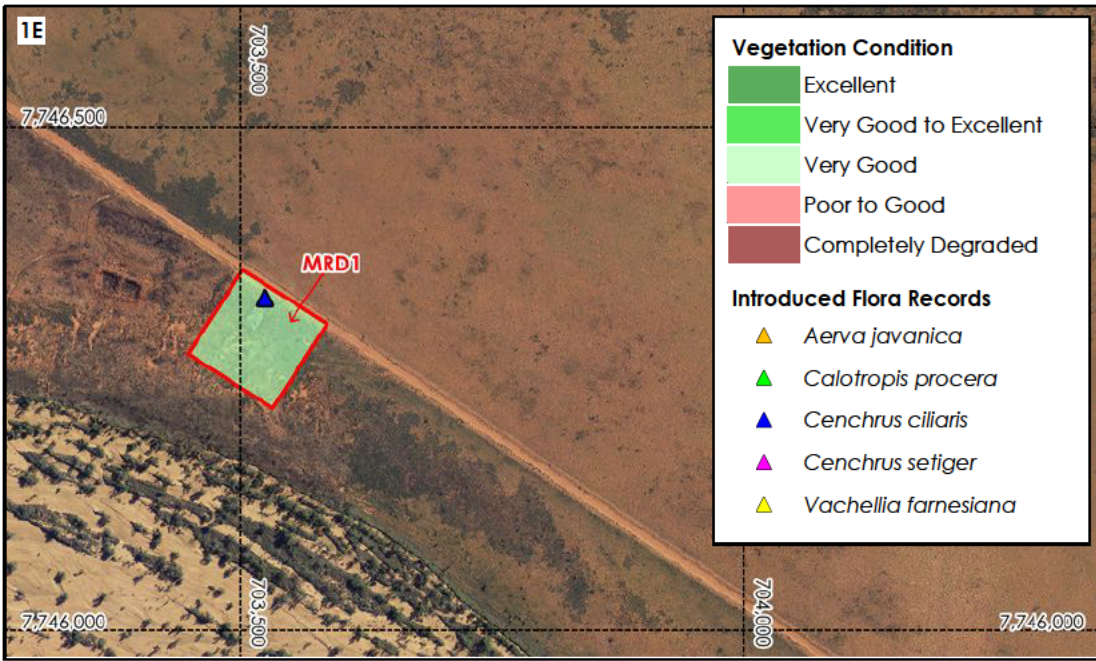 1E
703,500
7,746,500
MRD1
7,746,000
703,500
704,000
7,746,000
Vegetation Condition
Excellent
Very Good to Excellent
Very Good
Poor to Good
Completely Degraded
Introduced Flora Records
Aerva javanica
Calotropis procera
Cenchrus ciliaris
Cenchrus setiger
Vachellia farnesiana